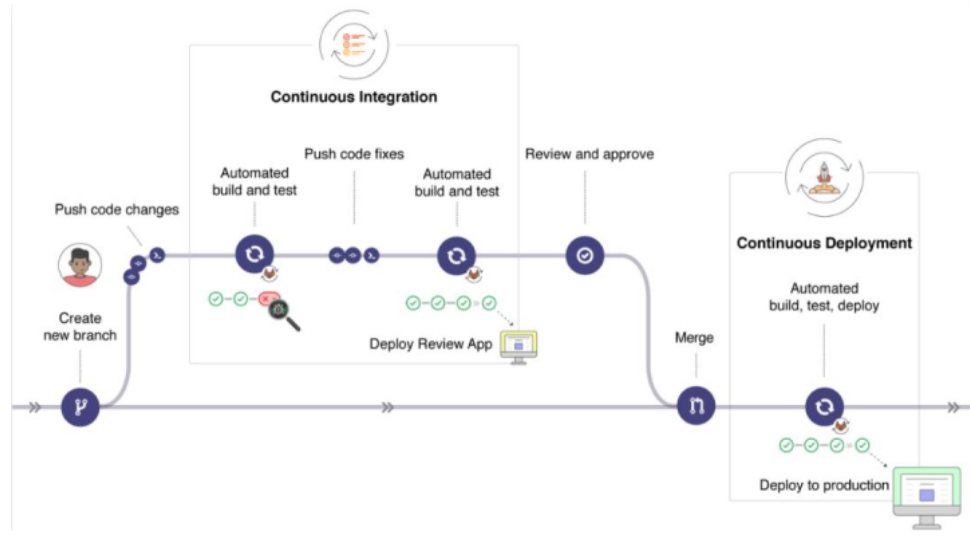 Continuous Integration
Push code fixes
Review and approve
Automated
build and test
Automated
build and test
Push code changes
Continuous Deployment
Automated
build, test, deploy
Create
new branch
Deploy Review App
Merge
Deploy to production